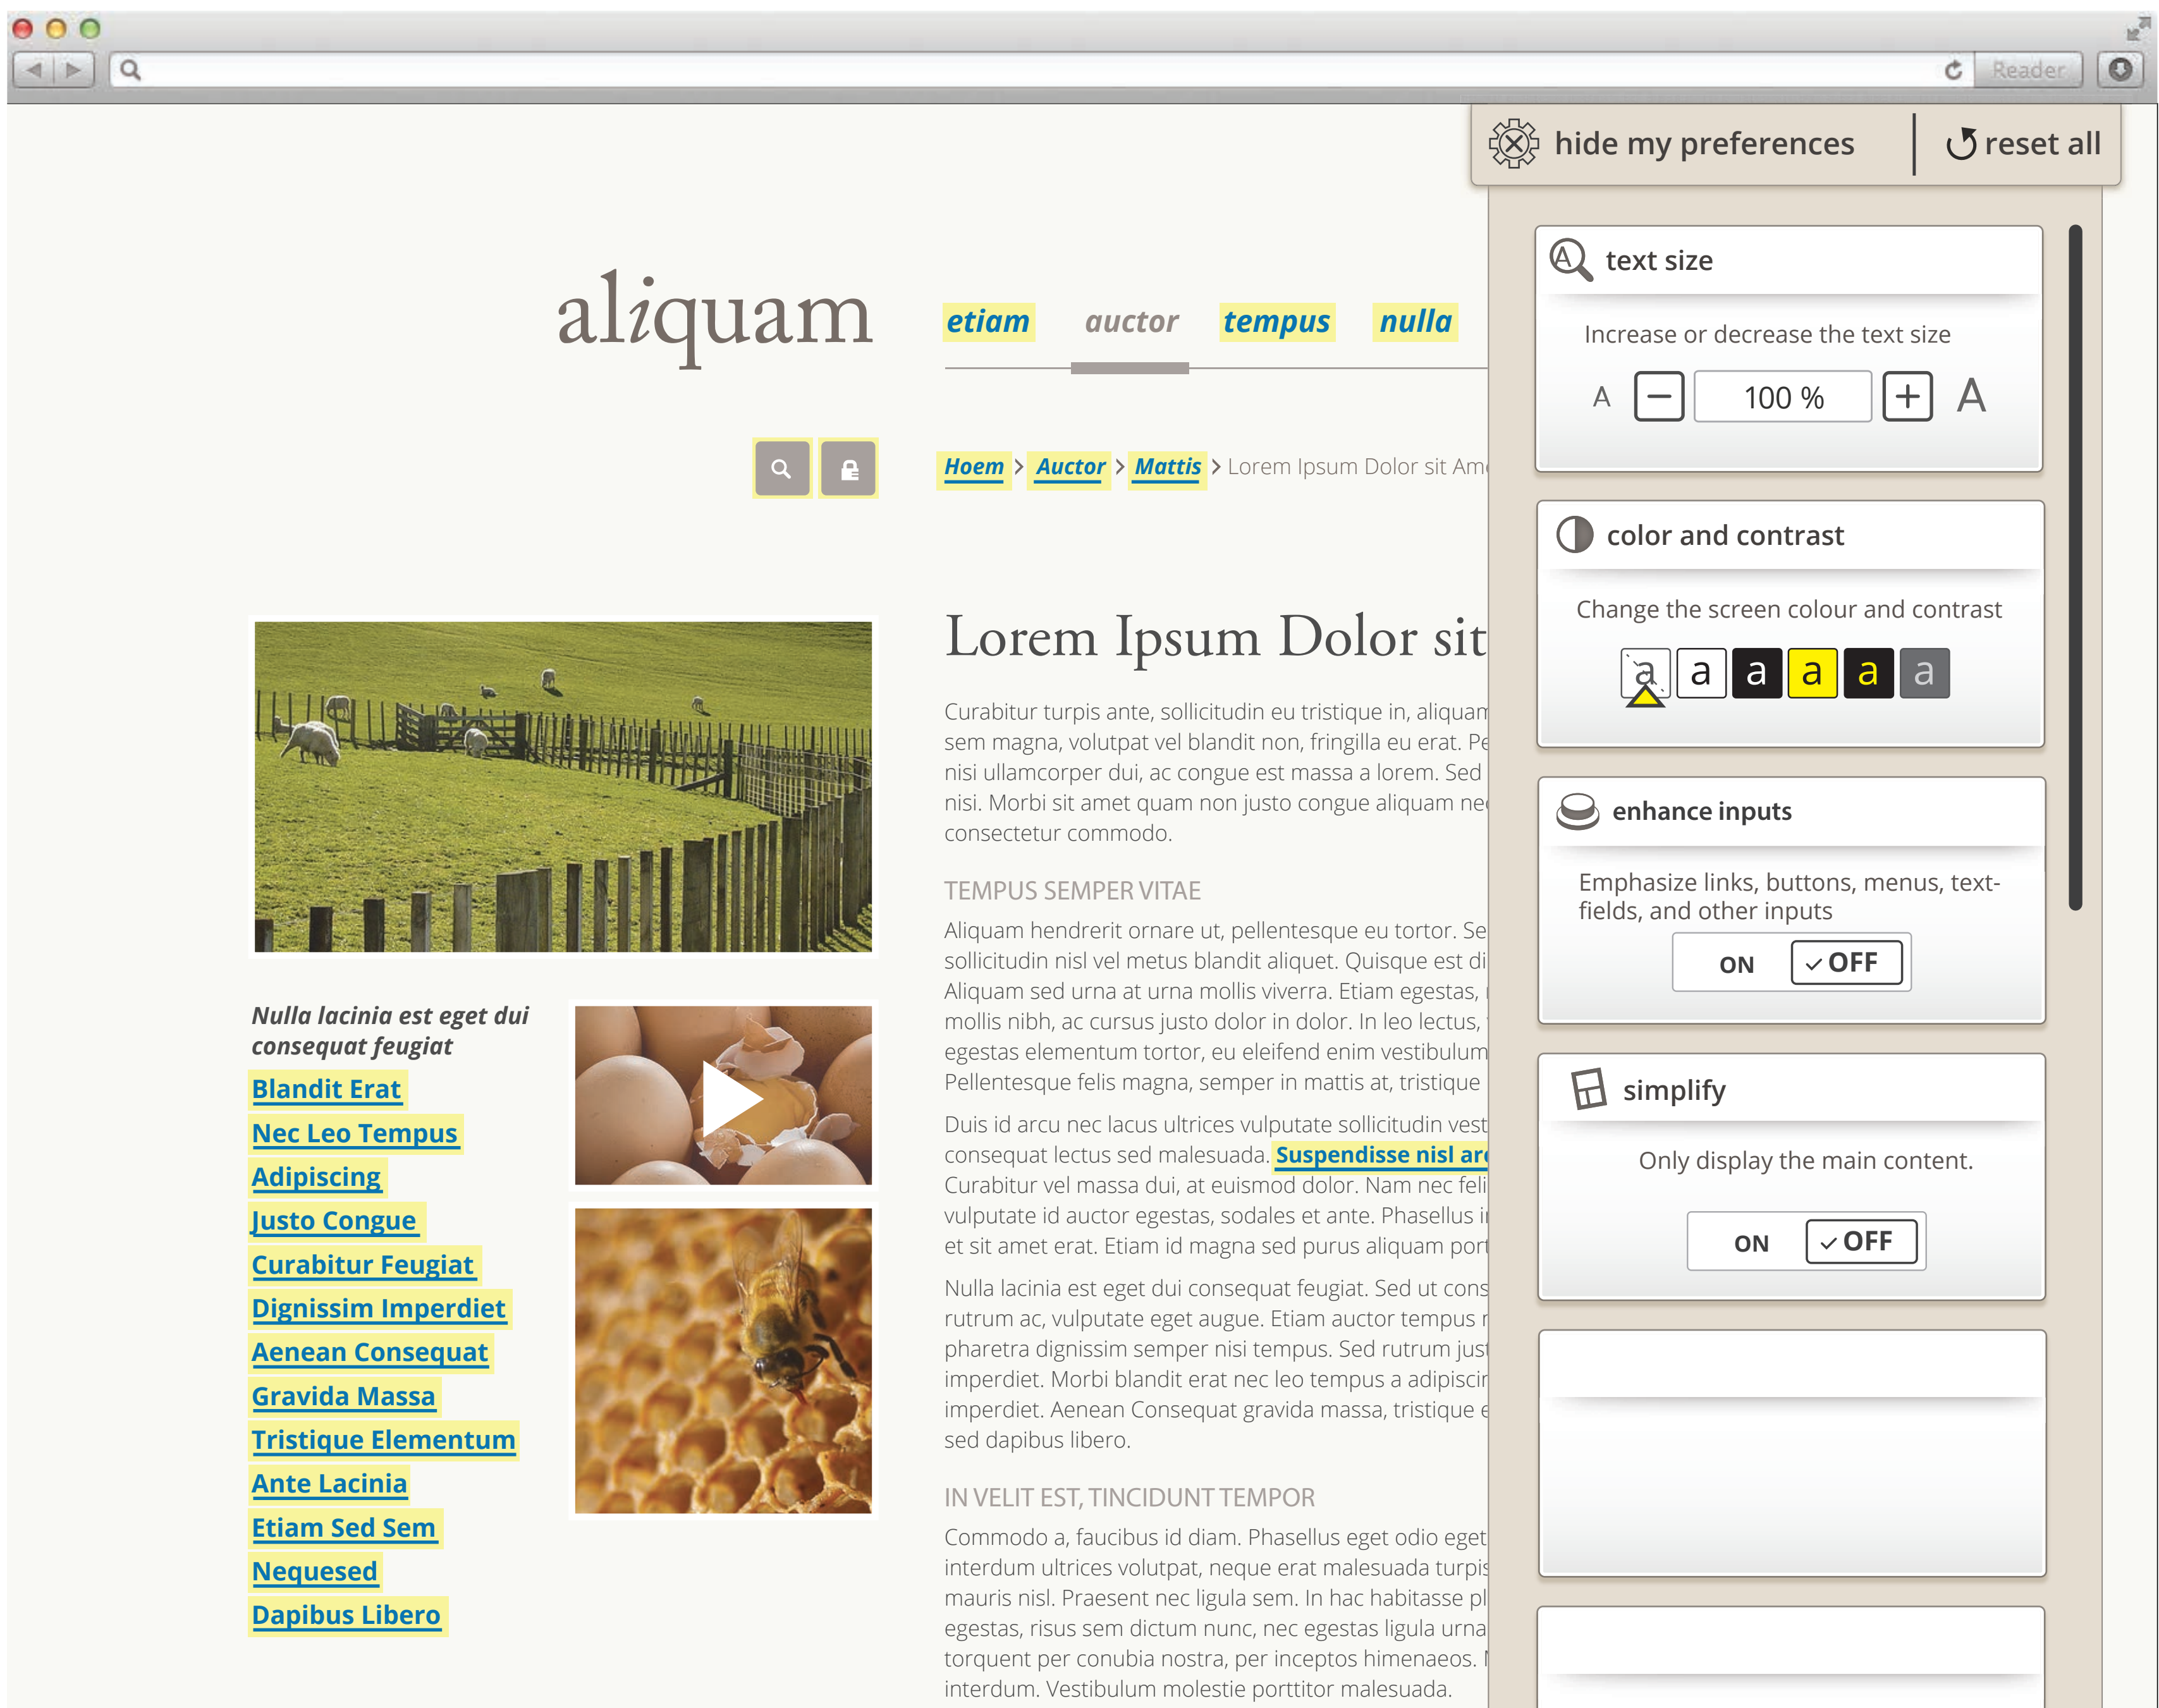 Reader
hide my preferences
reset all
aliquam
etiam auctor tempus nulla
Hoem > Auctor > Mattis > Lorem Ipsum Dolor sit
Lorem Ipsum Dolor sit
Curabitur turpis ante, sollicitudin eu tristique in, aliquam
sem magna, volutpat vel blandit non, fringilla eu erat.
nisi ullamcorper dui, ac congue est massa a lorem. Sed
nisi. Morbi sit amet quam non justo congue aliquam
consectetur commodo.
TEMPUS SEMPER VITAE
Aliquam hendrerit ornare ut, pellentesque eu tortor.
sollicitudin nisl vel metus blandit aliquet. Quisque est
Aliquam sed urna at urna mollis viverra. Etiam egestas,
mollis nibh, ac cursus justo dolor in dolor. In leo lectus,
egestas elementum tortor, eu eleifend enim vestibulum
Pellentesque felis magna, semper in mattis at, tristique
Duis id arcu nec lacus ultrices vulputate sollicitudin
consequat lectus sed malesuada. Suspendisse nisl
Curabitur vel massa dui, at euismod dolor. Nam nec
vulputate id auctor egestas, sodales et ante. Phasellus
et sit amet erat. Etiam id magna sed purus aliquam
Nulla lacinia est eget dui consequat feugiat. Sed ut
rutrum ac, vulputate eget augue. Etiam auctor tempus
pharetra dignissim semper nisi tempus. Sed rutrum
imperdiet. Morbi blandit erat nec leo tempus a
imperdiet. Aenean Consequat gravida massa, tristique
sed dapibus libero.
IN VELIT EST, TINCIDUNT TEMPOR
Commodo a, faucibus id diam. Phasellus eget odio eget
interdum ultrices volutpat, neque erat malesuada
mauris nisl. Praesent nec ligula sem. In hac habitasse
egestas, risus sem dictum nunc, nec egestas ligula urna
torquent per conubia nostra, per inceptos himenaeos.
interdum. Vestibulum molestie porttitor malesuada.
Nulla lacinia est eget dui
consequat feugiat
Blandit Erat
Nec Leo Tempus
Adipiscing
Justo Congue
Curabitur Feugiat
Dignissim Imperdiet
Aenean Consequat
Gravida Massa
Tristique Elementum
Ante Lacinia
Etiam Sed Sem
Nequesed
Dapibus Libero
A text size
Increase or decrease the text size
A − 100 % + A
color and contrast
Change the screen colour and contrast
a a a a a a
enhance inputs
Emphasize links, buttons, menus, text-
fields, and other inputs
ON ✓OFF
simplify
Only display the main content.
ON ✓OFF